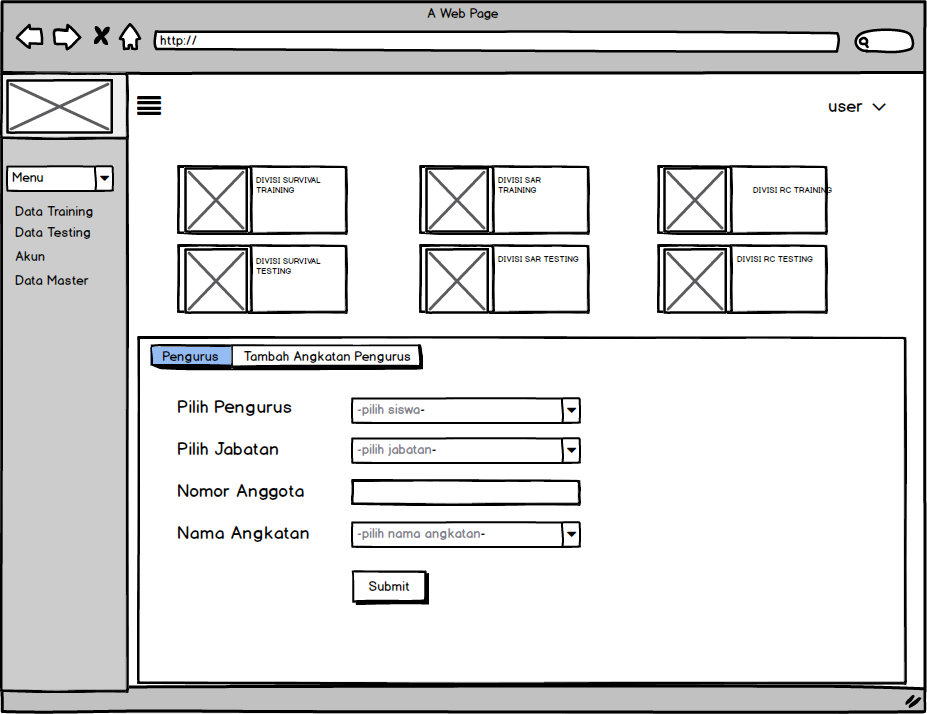 A Web Page
http://
user
Menu
Data Training
Data Testing
Akun
Data Master
DIVISI SURVIVAL
TRAINING
DIVISI SAR
TRAINING
DIVISI RC TRAINING
DIVISI SURVIVAL
TESTING
DIVISI SAR TESTING
DIVISI RC TESTING
Pengurus
Tambah Angkatan Pengurus
Pilih Pengurus
-pilih siswa-
Pilih Jabatan
-pilih jabatan-
Nomor Anggota
Nama Angkatan
-pilih nama angkatan-
Submit